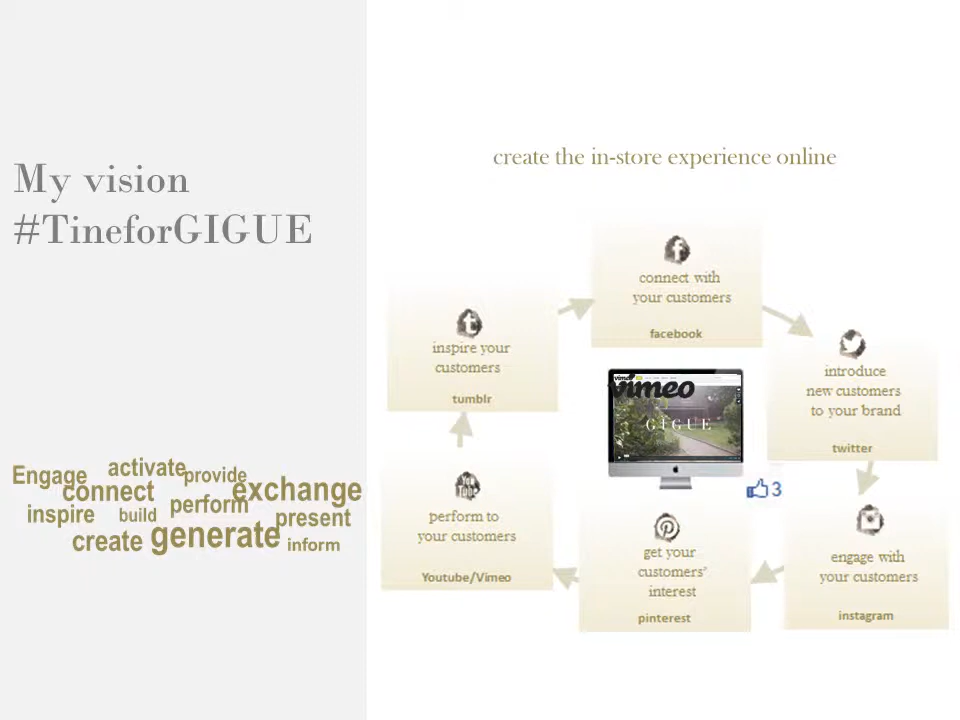 My vision
#TineforGIGUE
create the in-store experience online
connect with
your customers
facebook
inspire your
customers
tumblr
introduce
new customers
to your brand
twitter
vimeo
GIGUE
3
perform to
your customers
Youtube/Vimeo
get your
customers’
interest
pinterest
engage with
your customers
instagram
Engage activate provide
connect exchange
inspire build perform present
create generate inform